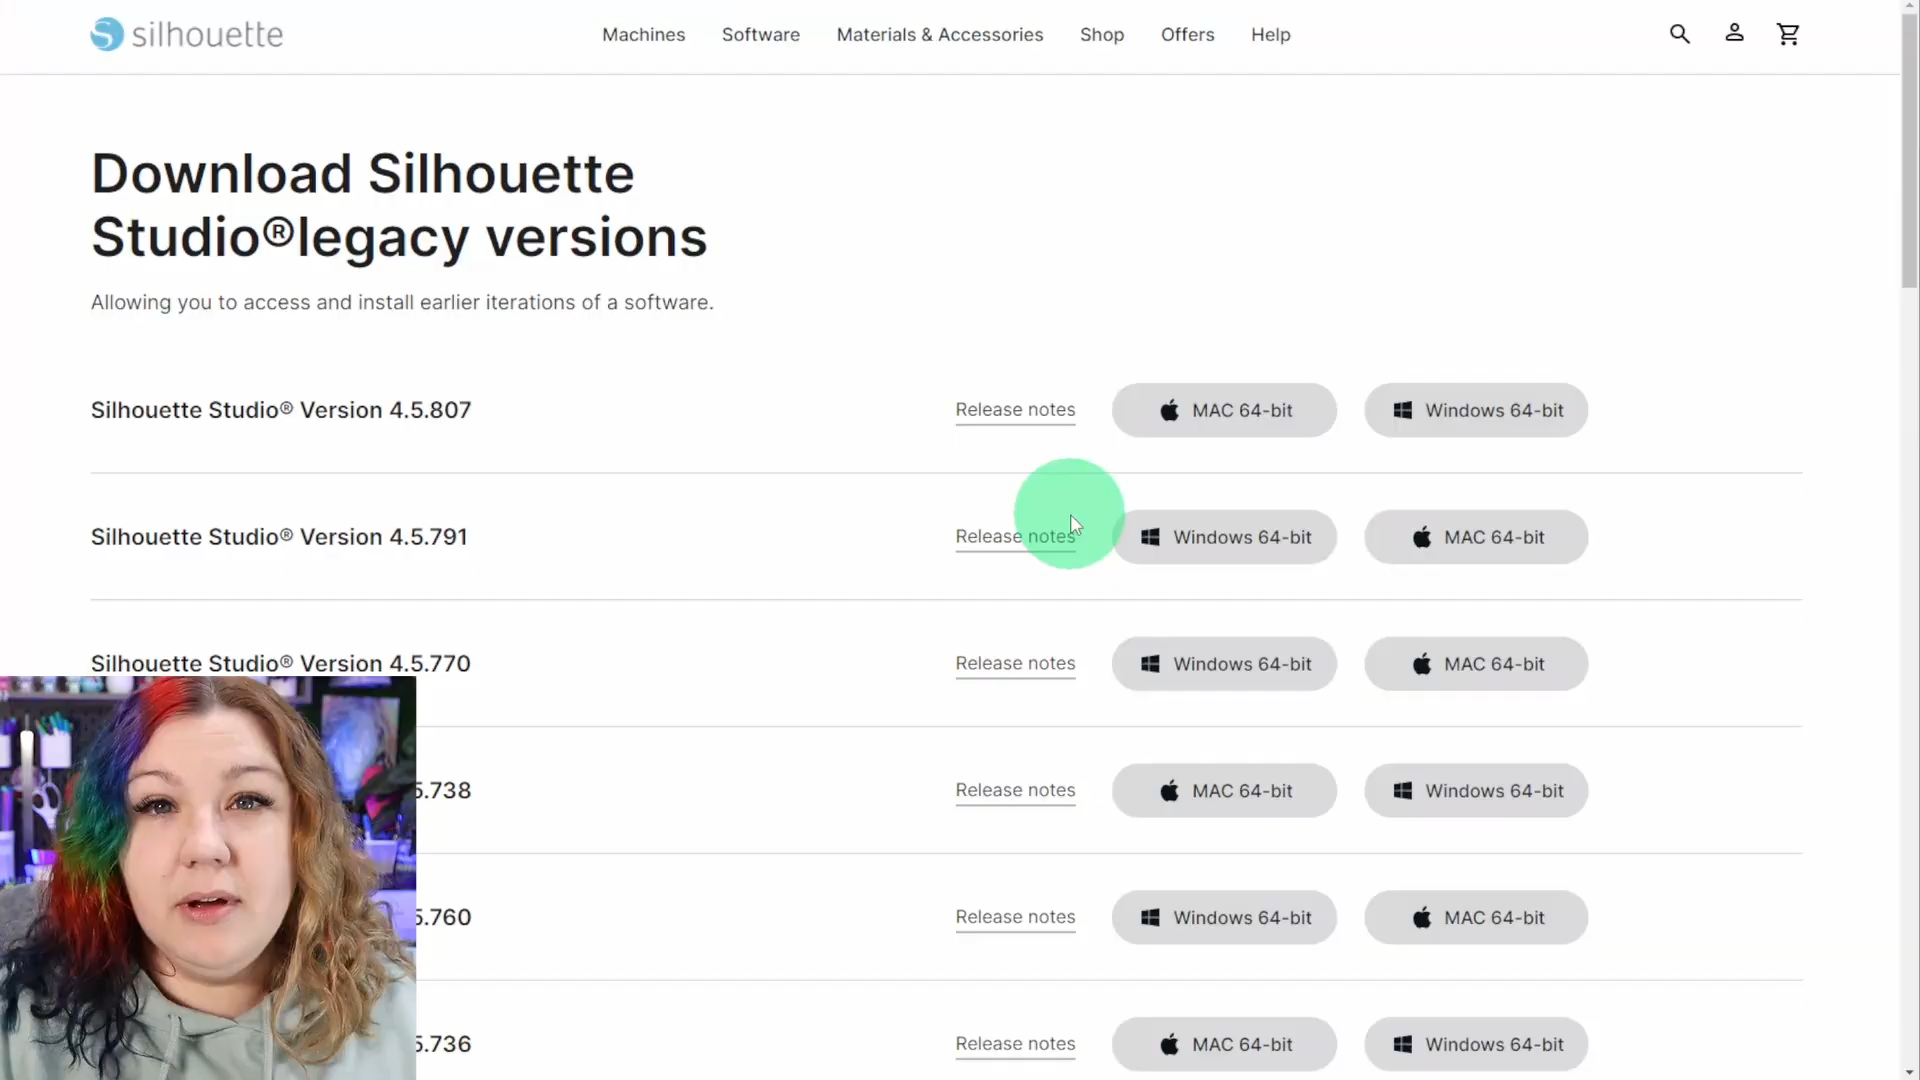 silhouette
Machines Software Materials & Accessories Shop Offers Help
Download Silhouette
Studio®legacy versions
Allowing you to access and install earlier iterations of a software.
Silhouette Studio® Version 4.5.807 Release notes MAC 64-bit Windows 64-bit
Silhouette Studio® Version 4.5.791 Release notes Windows 64-bit MAC 64-bit
Silhouette Studio® Version 4.5.770 Release notes Windows 64-bit MAC 64-bit
5.738 Release notes MAC 64-bit Windows 64-bit
5.760 Release notes Windows 64-bit MAC 64-bit
5.736 Release notes MAC 64-bit Windows 64-bit